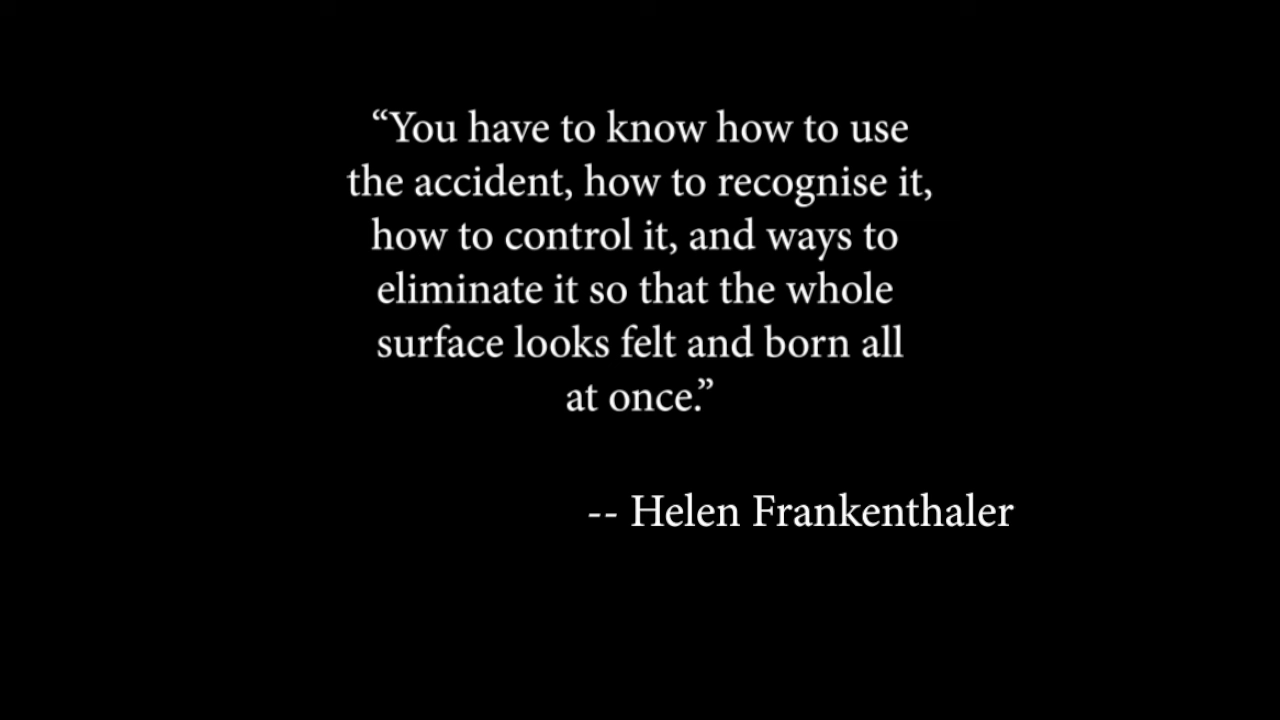 “You have to know how to use
the accident, how to recognise it,
how to control it, and ways to
eliminate it so that the whole
surface looks felt and born all
at once.”
-- Helen Frankenthaler